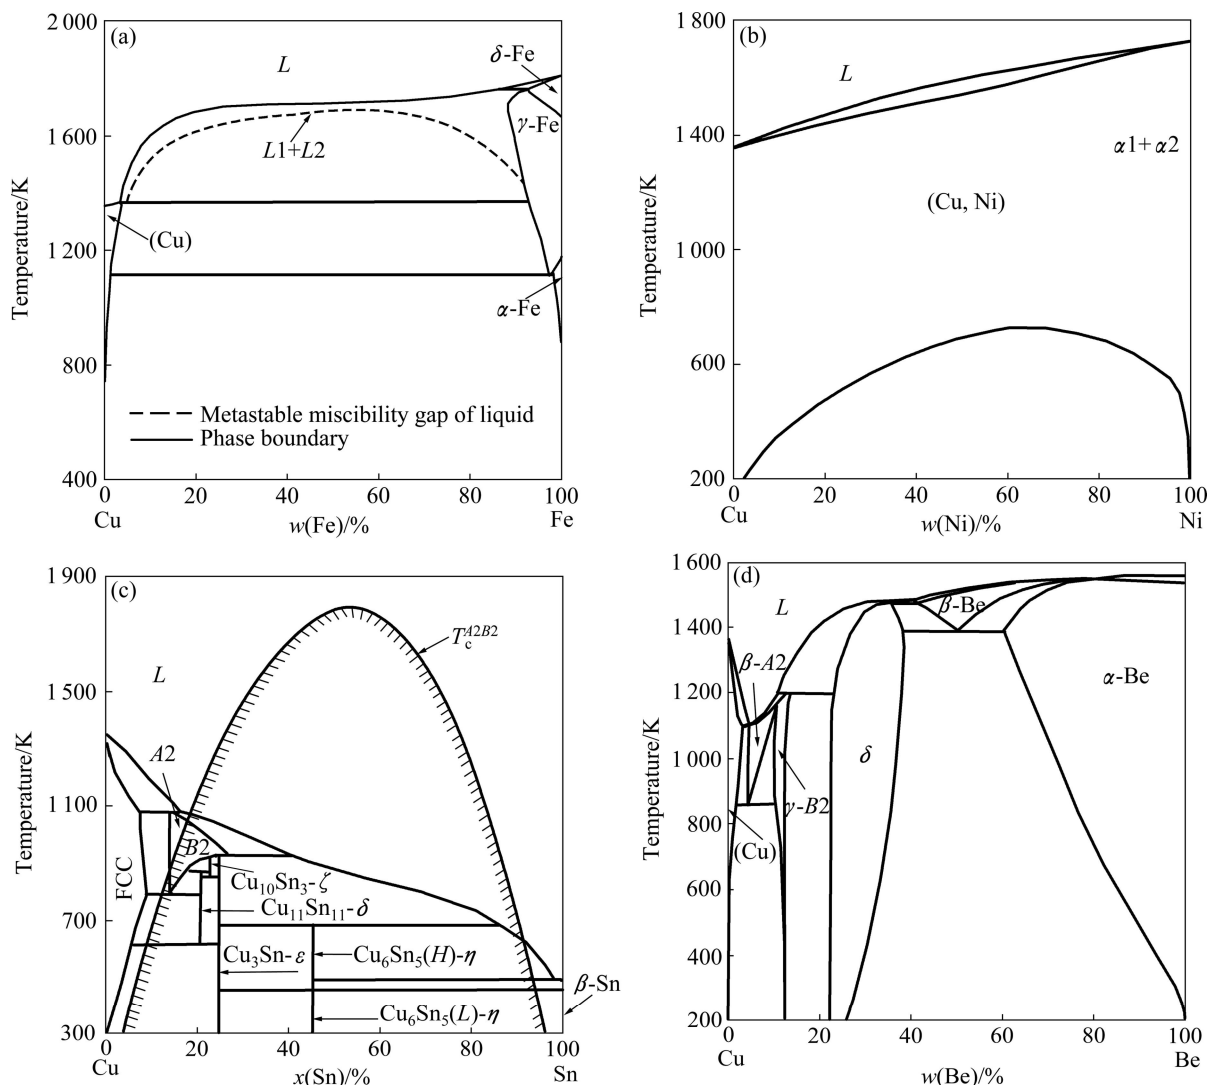 (a)
2 000
1 600
1 200
800
400
Temperature/K
L
δ-Fe
γ-Fe
L1+L2
(Cu)
α-Fe
Metastable miscibility gap of liquid
Phase boundary
0 20 40 60 80 100
Cu w(Fe)/% Fe
(b)
1 800
1 400
1 000
600
200
Temperature/K
L
α1+α2
(Cu, Ni)
0 20 40 60 80 100
Cu w(Ni)/% Ni
(c)
1 900
1 500
1 100
700
300
Temperature/K
T_c^{A2B2}
L
A2
B2
FCC
Cu10Sn3-ζ
Cu11Sn11-δ
Cu3Sn-ε
Cu6Sn5(H)-η
β-Sn
Cu6Sn5(L)-η
0 20 40 60 80 100
Cu x(Sn)/% Sn
(d)
1 600
1 400
1 200
1 000
800
600
400
200
Temperature/K
L
β-Be
β-A2
α-Be
δ
γ-B2
(Cu)
0 20 40 60 80 100
Cu w(Be)/% Be